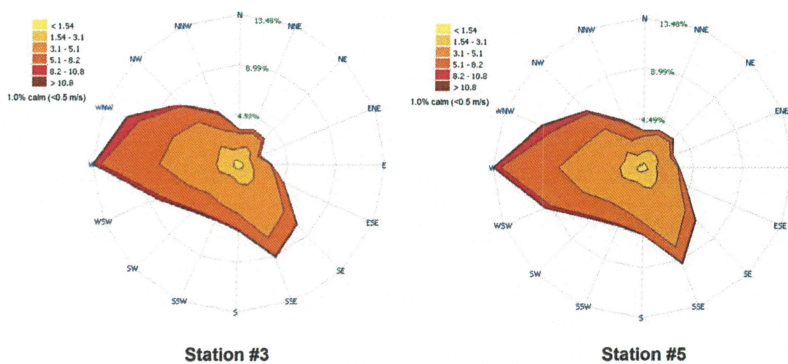 < 1.54
1.54 - 3.1
3.1 - 5.1
5.1 - 8.2
8.2 - 10.8
> 10.8
1.0% calm (<0.5 m/s)
N
13.48%
NNE
NE
ENE
E
ESE
SE
SSE
S
SSW
SW
WSW
W
WNW
NW
NNW
8.99%
Station #3
< 1.54
1.54 - 3.1
3.1 - 5.1
5.1 - 8.2
8.2 - 10.8
> 10.8
1.0% calm (<0.5 m/s)
N
13.48%
NNE
NE
ENE
ESE
SE
SSE
S
SSW
SW
WSW
W
WNW
NW
NNW
8.99%
4.49%
Station #5